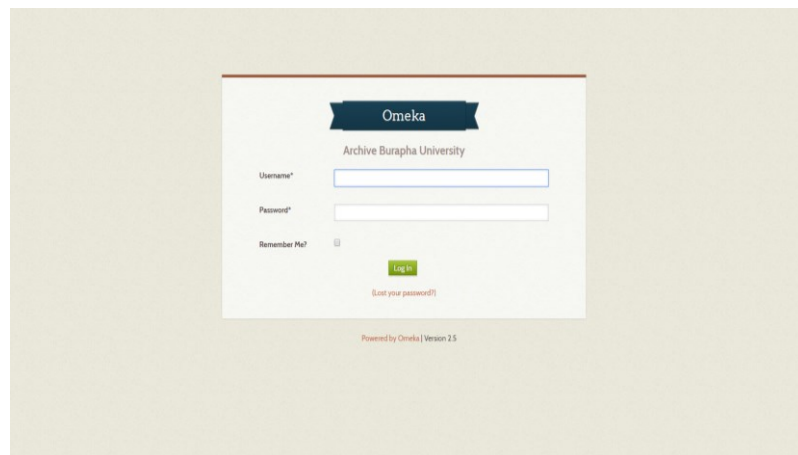 Omeka
Archive Burapha University
Username*
Password*
Remember Me?
Log In
(Lost your password?)
Powered by Omeka | Version 2.5